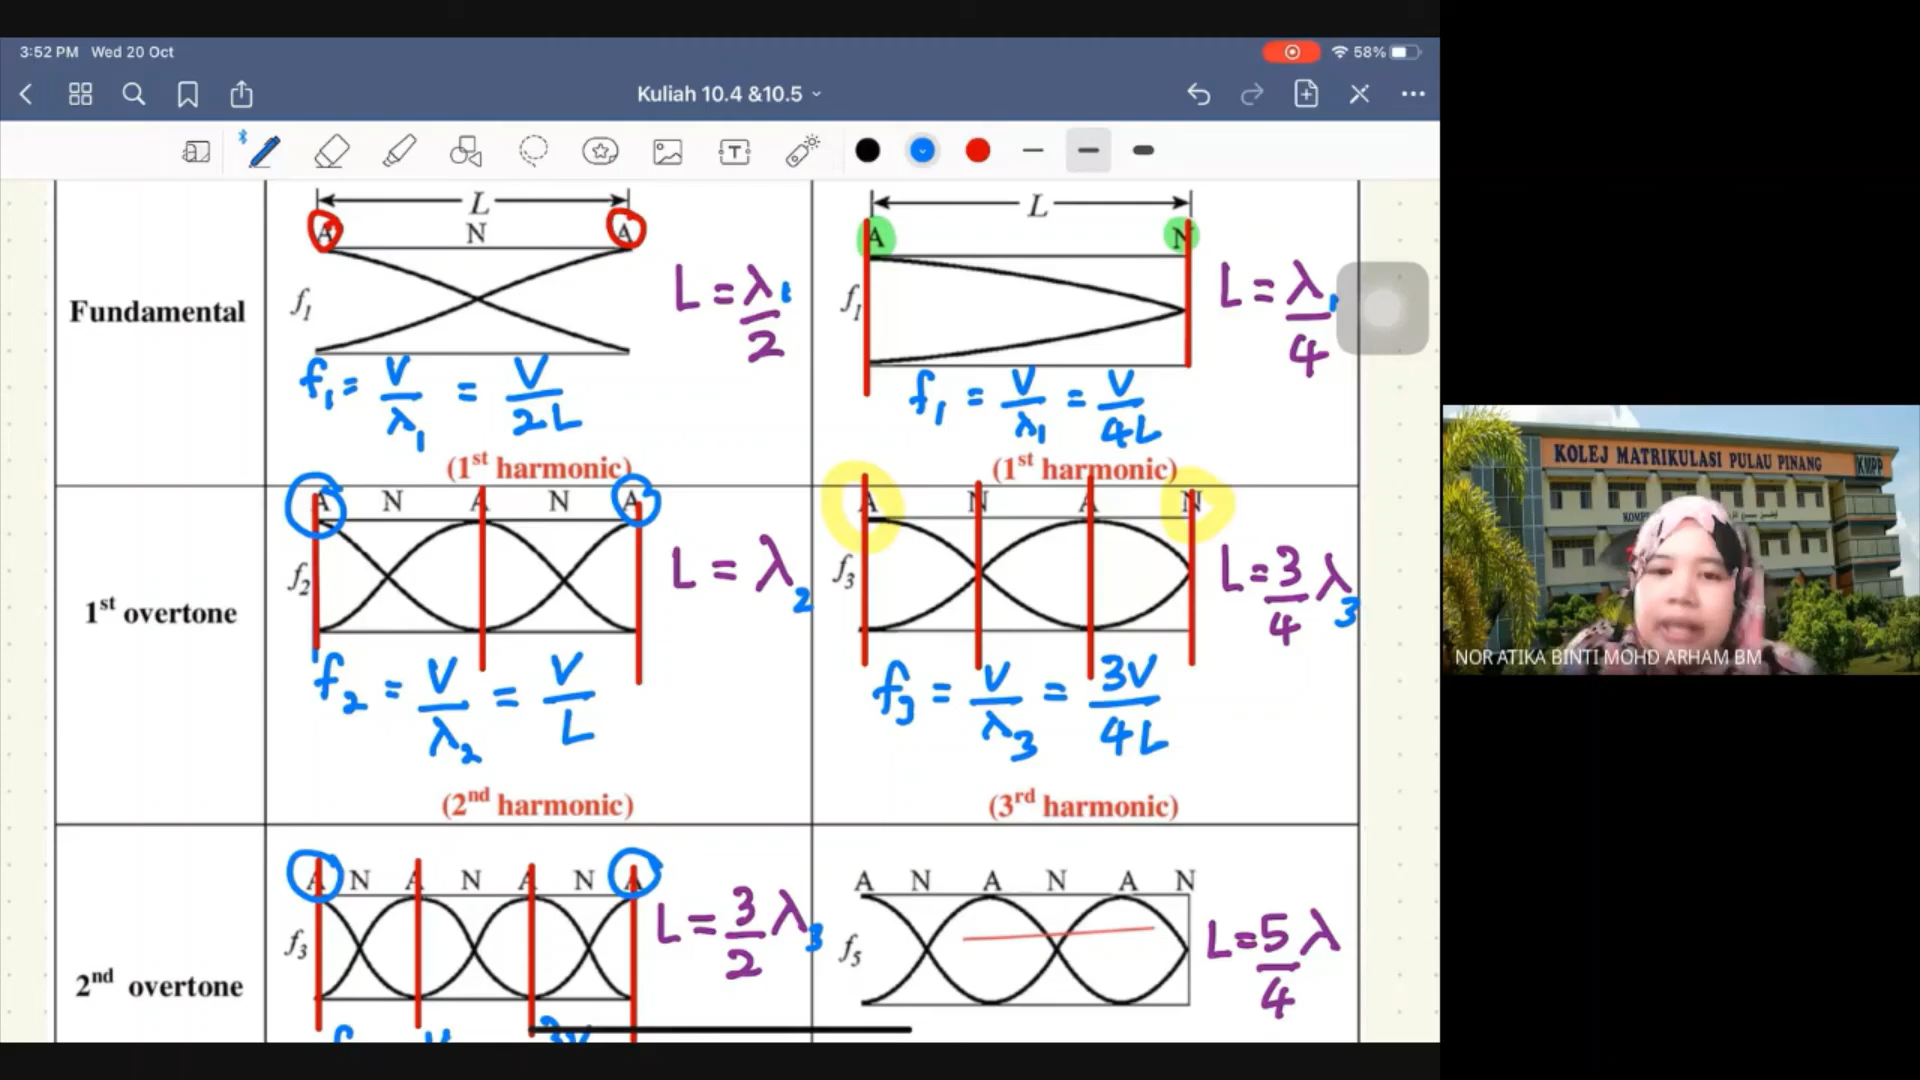 3:52 PM Wed 20 Oct
58%
Kuliah 10.4 &10.5
L
A N A
f1
L = λ1/2
f1 = V/λ1 = V/2L
(1st harmonic)
L
A N
f1
L = λ1/4
f1 = V/λ1 = V/4L
(1st harmonic)
Fundamental
A N A N A
f2
L = λ2
f2 = V/λ2 = V/L
(2nd harmonic)
A N A N
f3
L = 3/4 λ3
f3 = V/λ3 = 3V/4L
(3rd harmonic)
1st overtone
A N A N A N A
f3
L = 3/2 λ3
A N A N A N
f5
L = 5/4 λ
2nd overtone
KOLEJ MATRIKULASI PULAU PINANG
KMPP
NOR ATIKA BINTI MOHD ARHAM BM